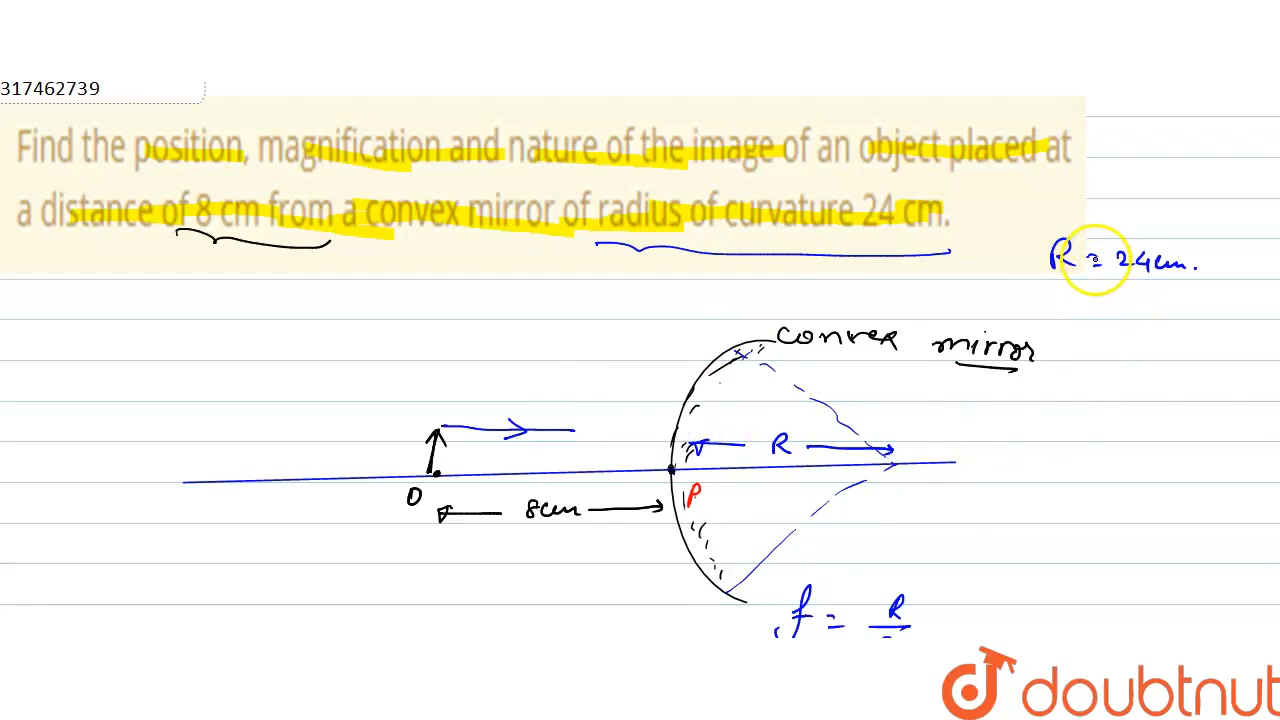 317462739
Find the position, magnification and nature of the image of an object placed at
a distance of 8 cm from a convex mirror of radius of curvature 24 cm.
R = 24cm.
convex mirror
R
O
P
8cm
f = R
doubtnut